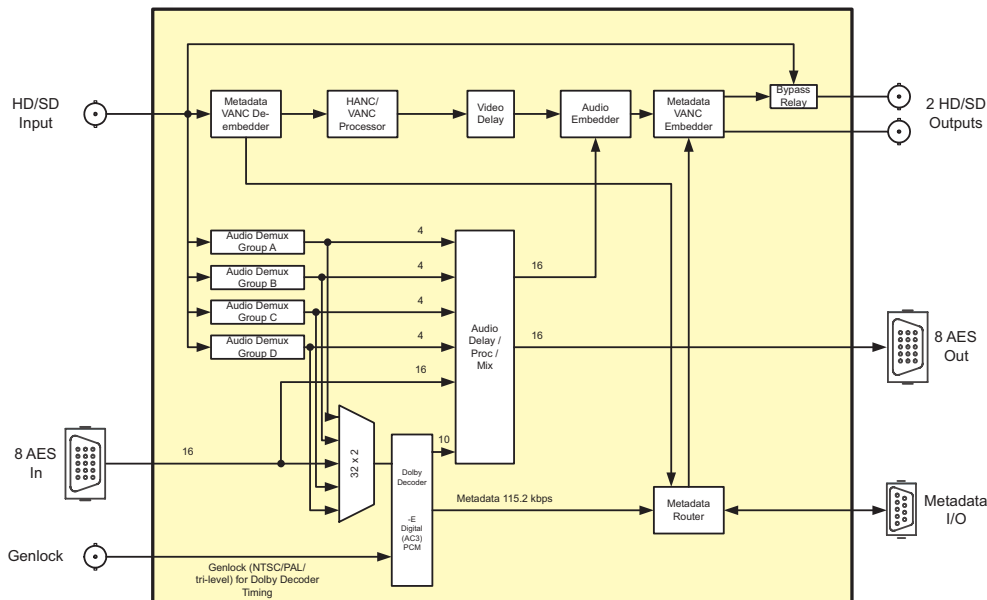 HD/SD
Input
Metadata
VANC De-
embedder
HANC/
VANC
Processor
Video
Delay
Audio
Embedder
Metadata
VANC
Embedder
Bypass
Relay
2 HD/SD
Outputs
Audio Demux
Group A
4
Audio Demux
Group B
4
16
Audio Demux
Group C
4
Audio Demux
Group D
4
16
16
Audio
Delay /
Proc /
Mix
8 AES
Out
8 AES
In
16
32 x 2
10
Dolby
Decoder
-E
Digital
(AC3)
PCM
Metadata 115.2 kbps
Metadata
Router
Metadata
I/O
Genlock
Genlock (NTSC/PAL/
tri-level) for Dolby Decoder
Timing